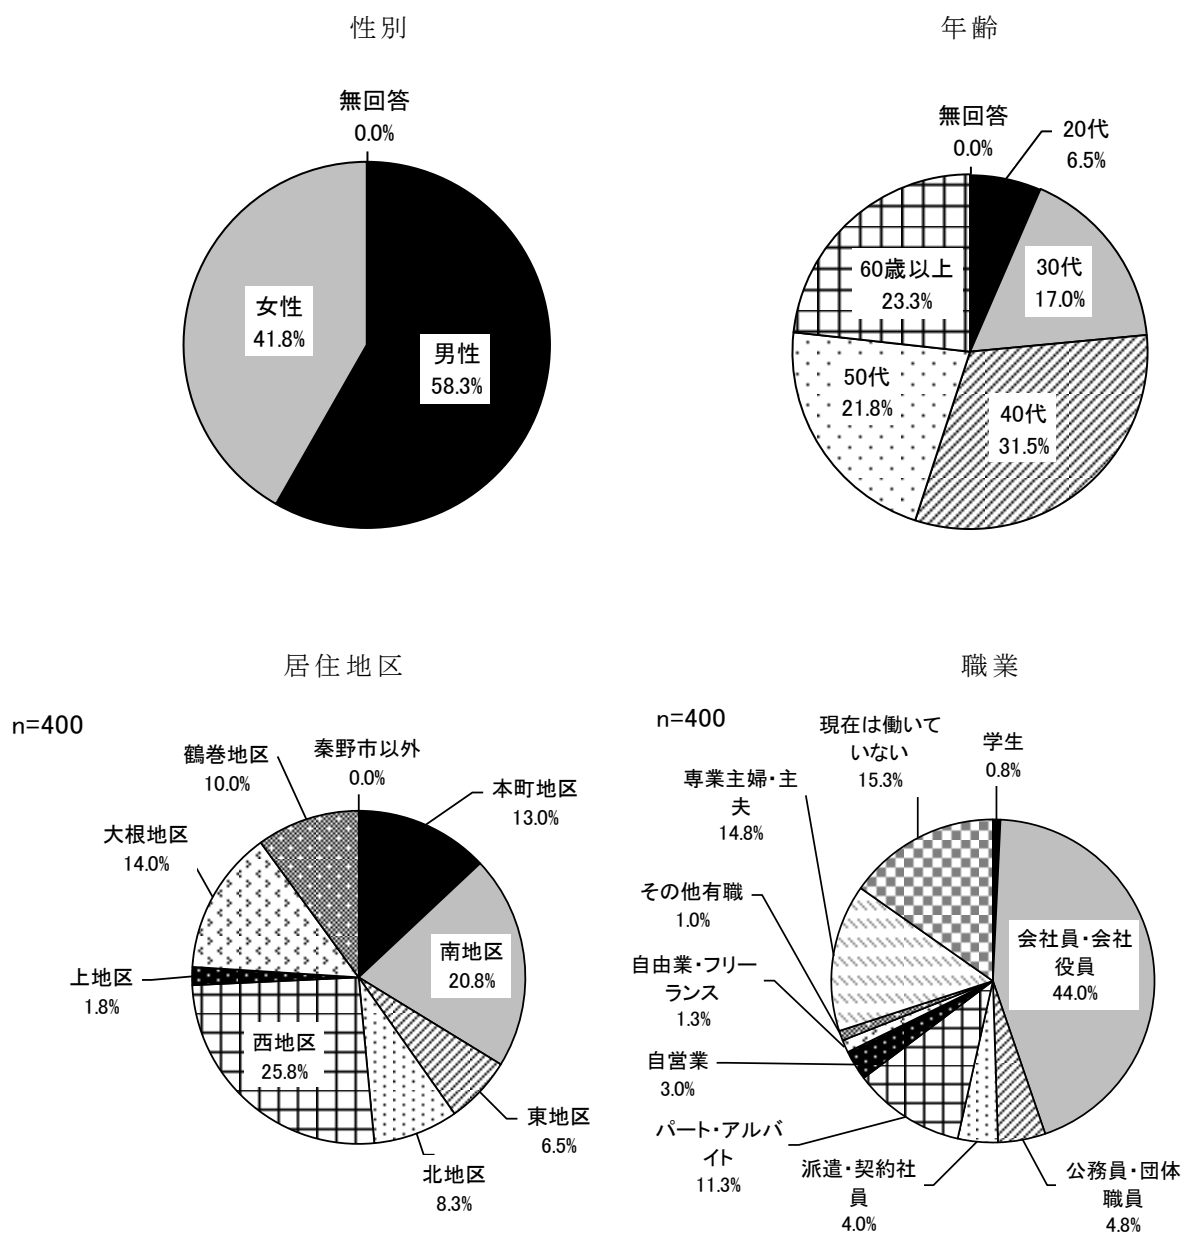 性別
無回答
0.0%
女性
41.8%
男性
58.3%
年齢
無回答
0.0%
20代
6.5%
30代
17.0%
40代
31.5%
50代
21.8%
60歳以上
23.3%
居住地区
n=400
秦野市以外
0.0%
本町地区
13.0%
南地区
20.8%
東地区
6.5%
北地区
8.3%
西地区
25.8%
上地区
1.8%
大根地区
14.0%
鶴巻地区
10.0%
職業
n=400
学生
0.8%
会社員・会社
役員
44.0%
公務員・団体
職員
4.8%
派遣・契約社
員
4.0%
パート・アルバ
イト
11.3%
自営業
3.0%
自由業・フリー
ランス
1.3%
その他有職
1.0%
専業主婦・主
夫
14.8%
現在は働いて
いない
15.3%